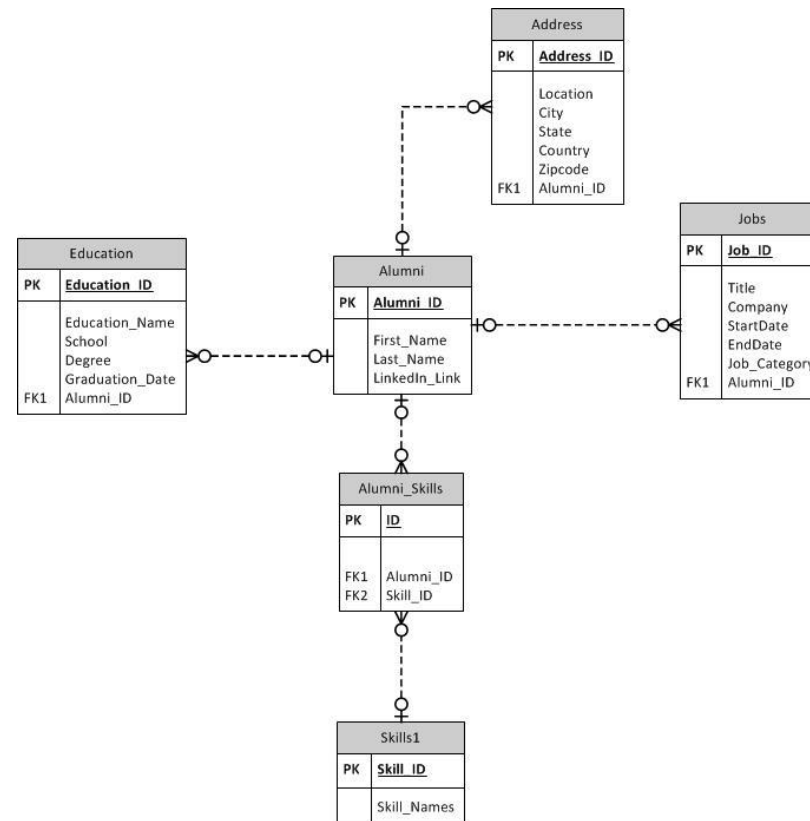 Address
PK Address_ID
Location
City
State
Country
Zipcode
FK1 Alumni_ID
Jobs
PK Job_ID
Title
Company
StartDate
EndDate
Job_Category
FK1 Alumni_ID
Education
PK Education_ID
Education_Name
School
Degree
Graduation_Date
FK1 Alumni_ID
Alumni
PK Alumni_ID
First_Name
Last_Name
LinkedIn_Link
Alumni_Skills
PK ID
FK1 Alumni_ID
FK2 Skill_ID
Skills1
PK Skill_ID
Skill_Names